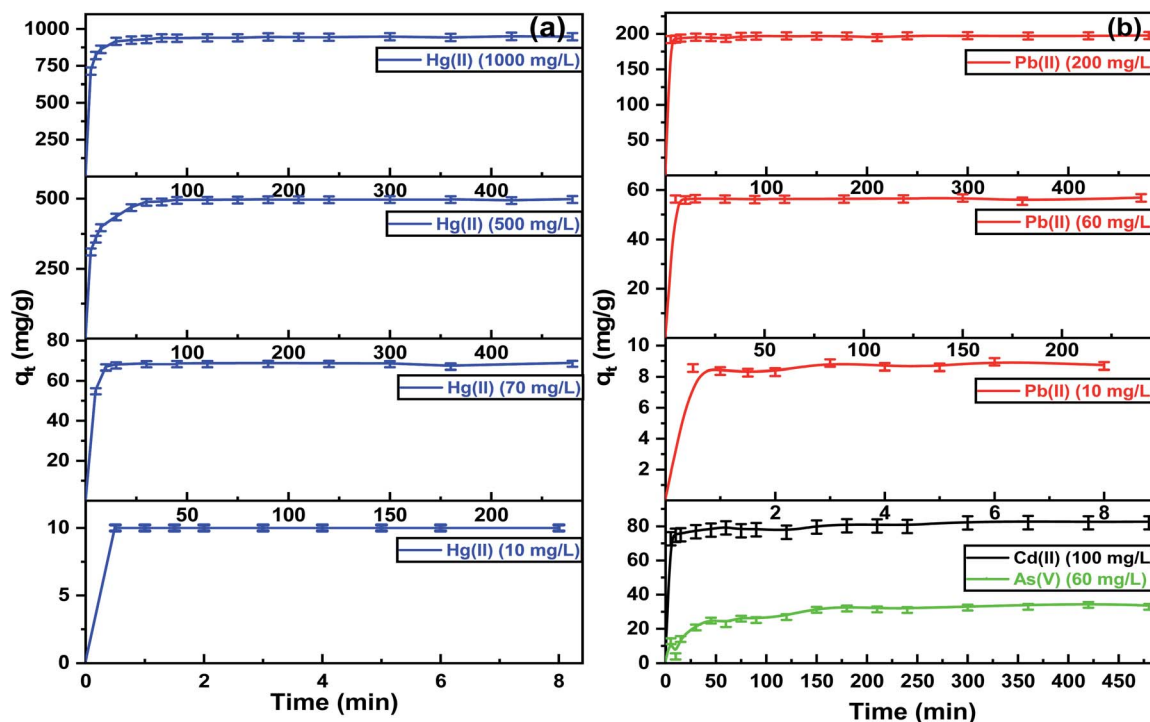 (a)
1000
750
500
250
Hg(II) (1000 mg/L)
100 200 300 400
500
250
Hg(II) (500 mg/L)
100 200 300 400
80
60
40
20
Hg(II) (70 mg/L)
50 100 150 200
10
5
0
Hg(II) (10 mg/L)
0 2 4 6 8
Time (min)
qt (mg/g)
(b)
200
150
100
50
Pb(II) (200 mg/L)
100 200 300 400
60
40
20
Pb(II) (60 mg/L)
50 100 150 200
10
8
6
4
2
Pb(II) (10 mg/L)
2 4 6 8
80
60
40
20
0
Cd(II) (100 mg/L
As(V) (60 mg/L)
0 50 100 150 200 250 300 350 400 450
Time (min)
qt (mg/g)